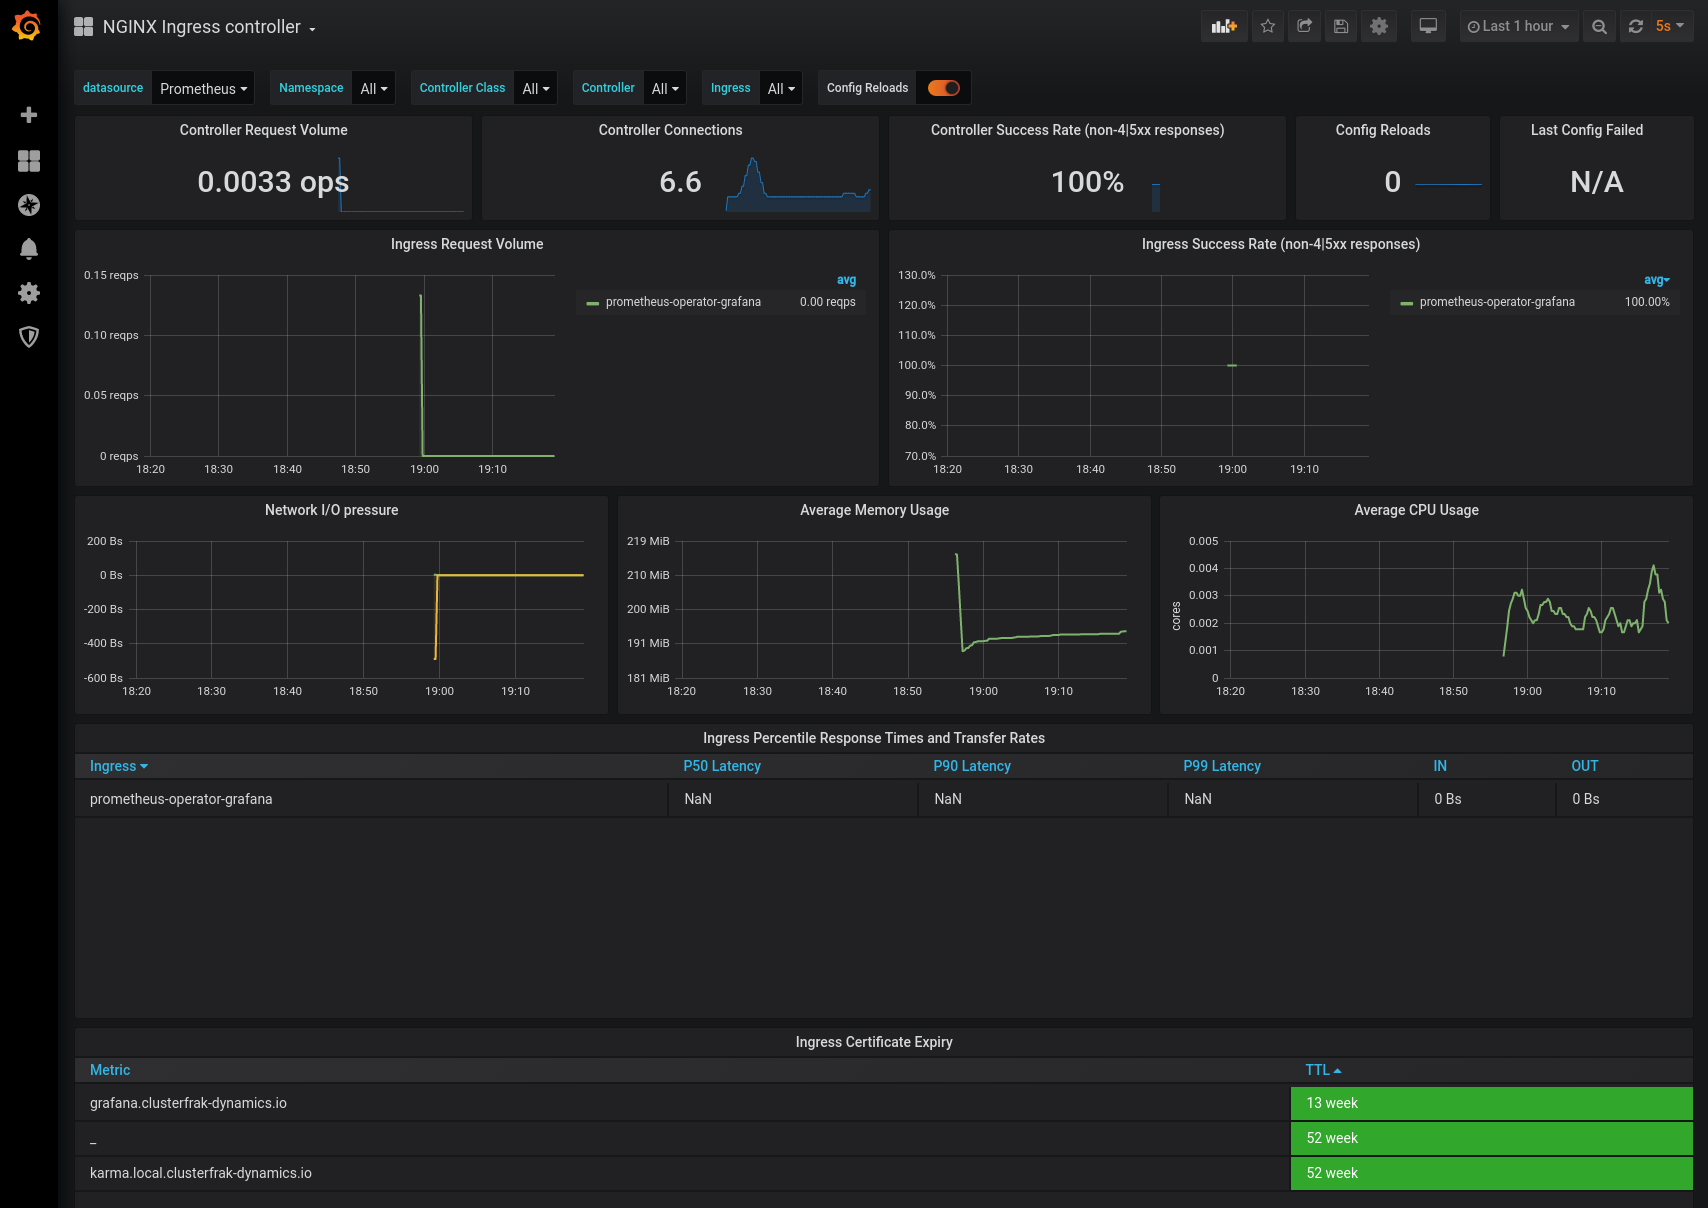 NGINX Ingress controller
Last 1 hour
5s
datasource Prometheus Namespace All Controller Class All Controller All Ingress All Config Reloads
Controller Request Volume
0.0033 ops
Controller Connections
6.6
Controller Success Rate (non-4|5xx responses)
100%
Config Reloads
0
Last Config Failed
N/A
Ingress Request Volume
0.15 reqps
0.10 reqps
0.05 reqps
0 reqps
18:20 18:30 18:40 18:50 19:00 19:10
avg
prometheus-operator-grafana 0.00 reqps
Ingress Success Rate (non-4|5xx responses)
130.0%
120.0%
110.0%
100.0%
90.0%
80.0%
70.0%
18:20 18:30 18:40 18:50 19:00 19:10
avg
prometheus-operator-grafana 100.00%
Network I/O pressure
200 Bs
0 Bs
-200 Bs
-400 Bs
-600 Bs
18:20 18:30 18:40 18:50 19:00 19:10
Average Memory Usage
219 MiB
210 MiB
200 MiB
191 MiB
181 MiB
18:20 18:30 18:40 18:50 19:00 19:10
Average CPU Usage
cores
0.005
0.004
0.003
0.002
0.001
0
18:20 18:30 18:40 18:50 19:00 19:10
Ingress Percentile Response Times and Transfer Rates
Ingress P50 Latency P90 Latency P99 Latency IN OUT
prometheus-operator-grafana NaN NaN NaN 0 Bs 0 Bs
Ingress Certificate Expiry
Metric TTL
grafana.clusterfrak-dynamics.io 13 week
_ 52 week
karma.local.clusterfrak-dynamics.io 52 week